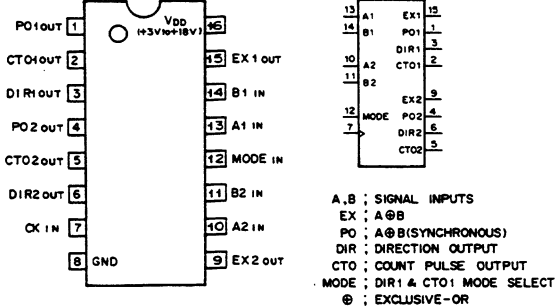 PO1OUT 1
CTO1OUT 2
DIR1OUT 3
PO2OUT 4
CTO2OUT 5
DIR2OUT 6
CK IN 7
8 GND
VDD 16
(+3V to +18V)
15 EX1OUT
14 B1 IN
13 A1 IN
12 MODE IN
11 B2 IN
10 A2 IN
9 EX2OUT
13 A1 EX1 15
14 B1 PO1 1
DIR1 3
10 A2 CTO1 2
11 B2
EX2 9
12 MODE PO2 4
7 DIR2 6
CTO2 5
A,B ; SIGNAL INPUTS
EX ; A⊕B
PO ; A⊕B(SYNCHRONOUS)
DIR ; DIRECTION OUTPUT
CTO ; COUNT PULSE OUTPUT
MODE ; DIR1 & CTO1 MODE SELECT
⊕ ; EXCLUSIVE-OR